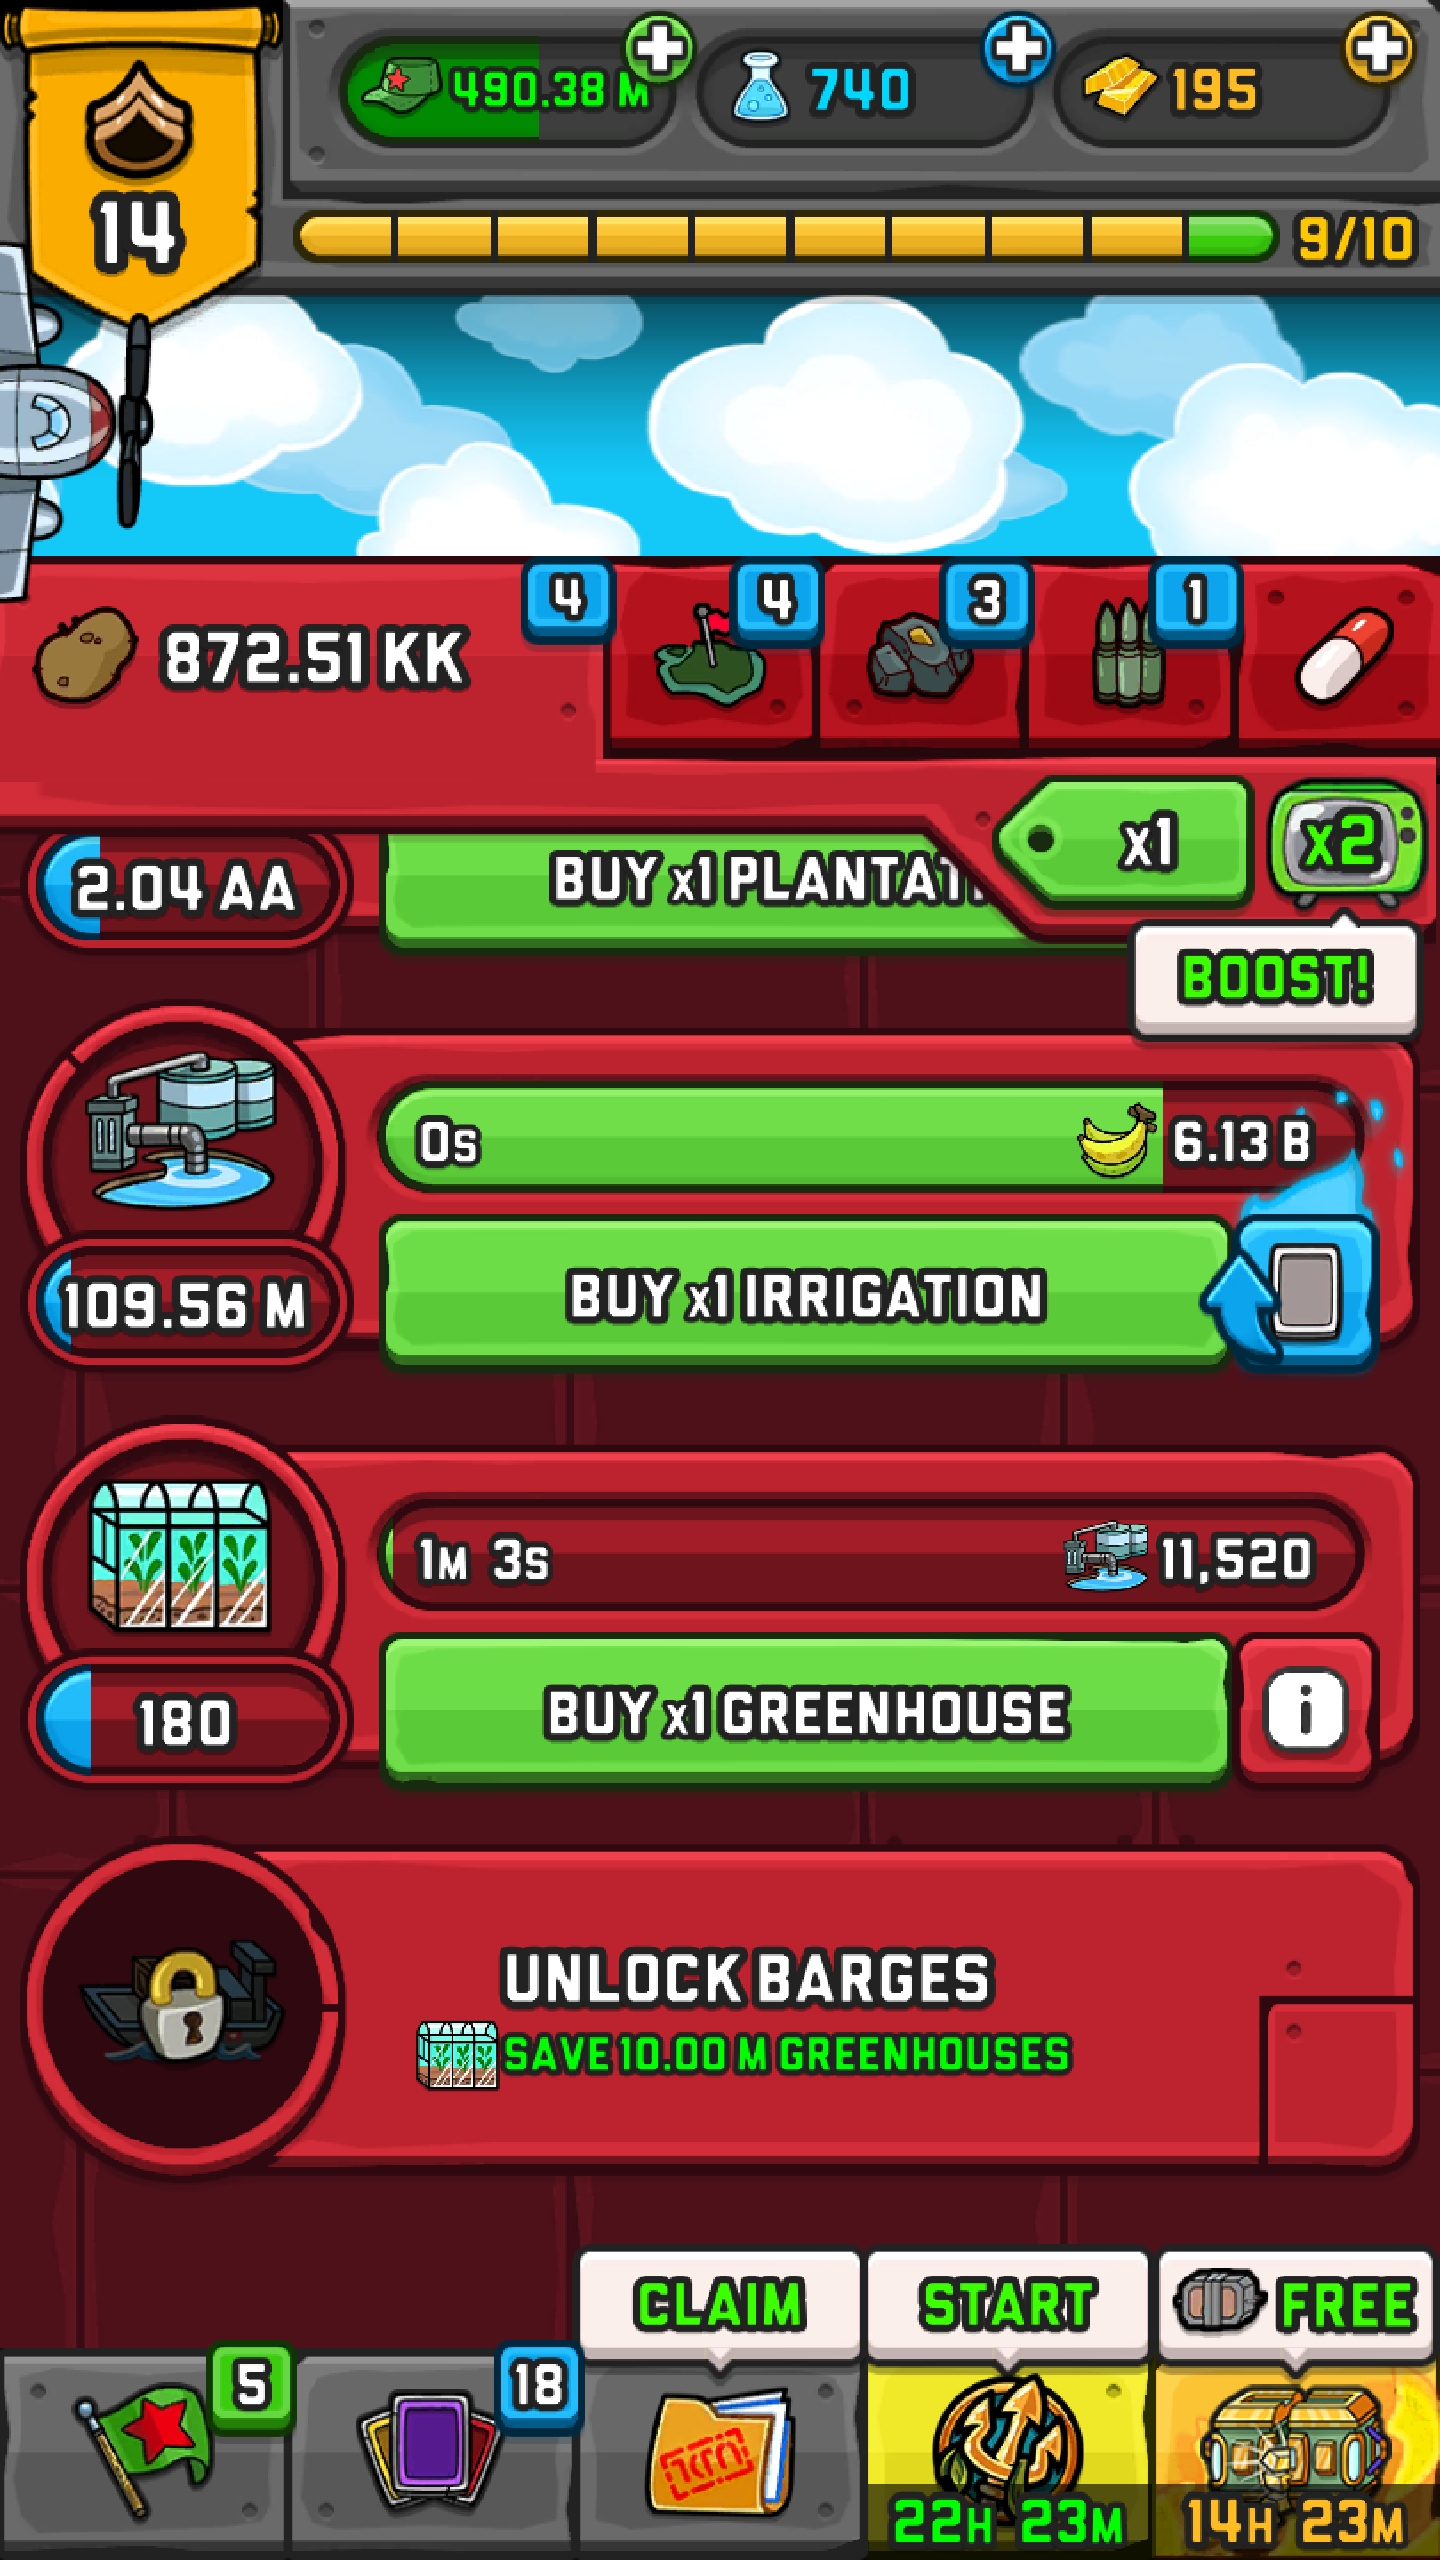 490.38 M
740
195
14
9/10
872.51 KK
4
4
3
1
x1
x2
BOOST!
2.04 AA
BUY x1 PLANTATI
0s
6.13 B
109.56 M
BUY x1 IRRIGATION
1M 3s
11,520
180
BUY x1 GREENHOUSE
i
UNLOCK BARGES
SAVE 10.00 M GREENHOUSES
CLAIM
START
FREE
5
18
22H 23M
14H 23M